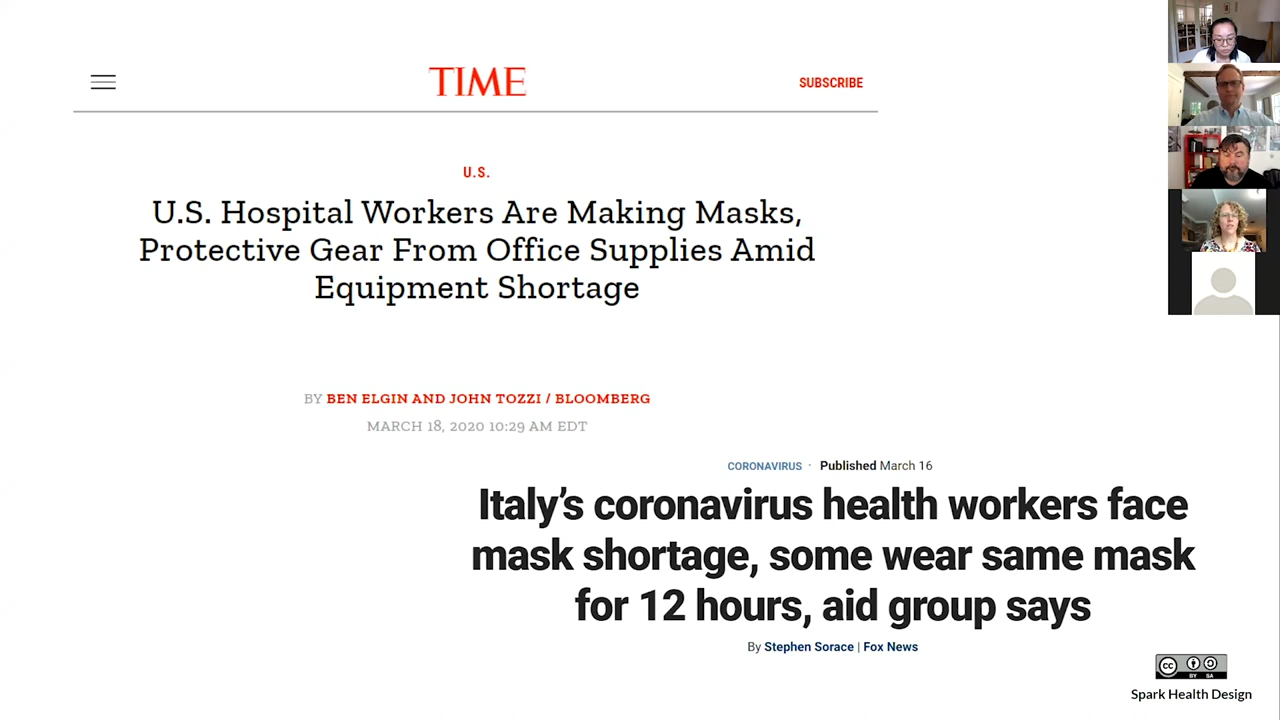 TIME
SUBSCRIBE
U.S.
U.S. Hospital Workers Are Making Masks,
Protective Gear From Office Supplies Amid
Equipment Shortage
BY BEN ELGIN AND JOHN TOZZI / BLOOMBERG
MARCH 18, 2020 10:29 AM EDT
CORONAVIRUS · Published March 16
Italy’s coronavirus health workers face
mask shortage, some wear same mask
for 12 hours, aid group says
By Stephen Sorace | Fox News
cc BY SA
Spark Health Design